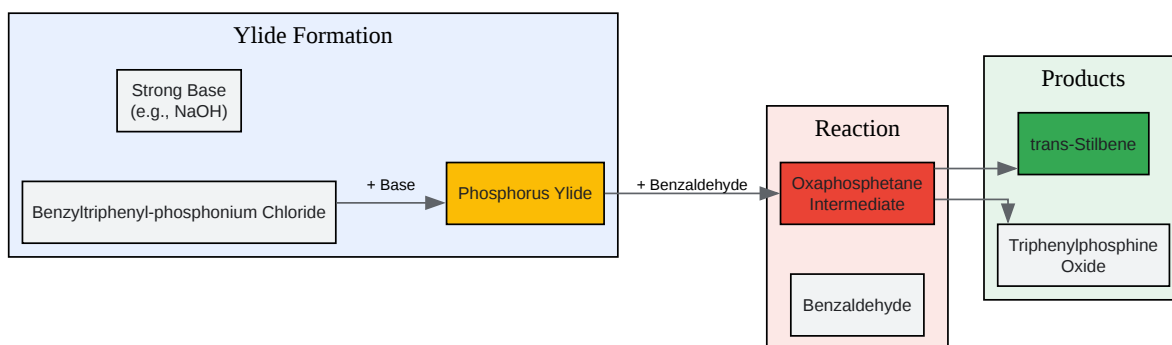 Ylide Formation
Strong Base
(e.g., NaOH)
Benzyltriphenyl-phosphonium Chloride
+ Base
Phosphorus Ylide
+ Benzaldehyde
Reaction
Oxaphosphetane
Intermediate
Benzaldehyde
Products
trans-Stilbene
Triphenylphosphine
Oxide